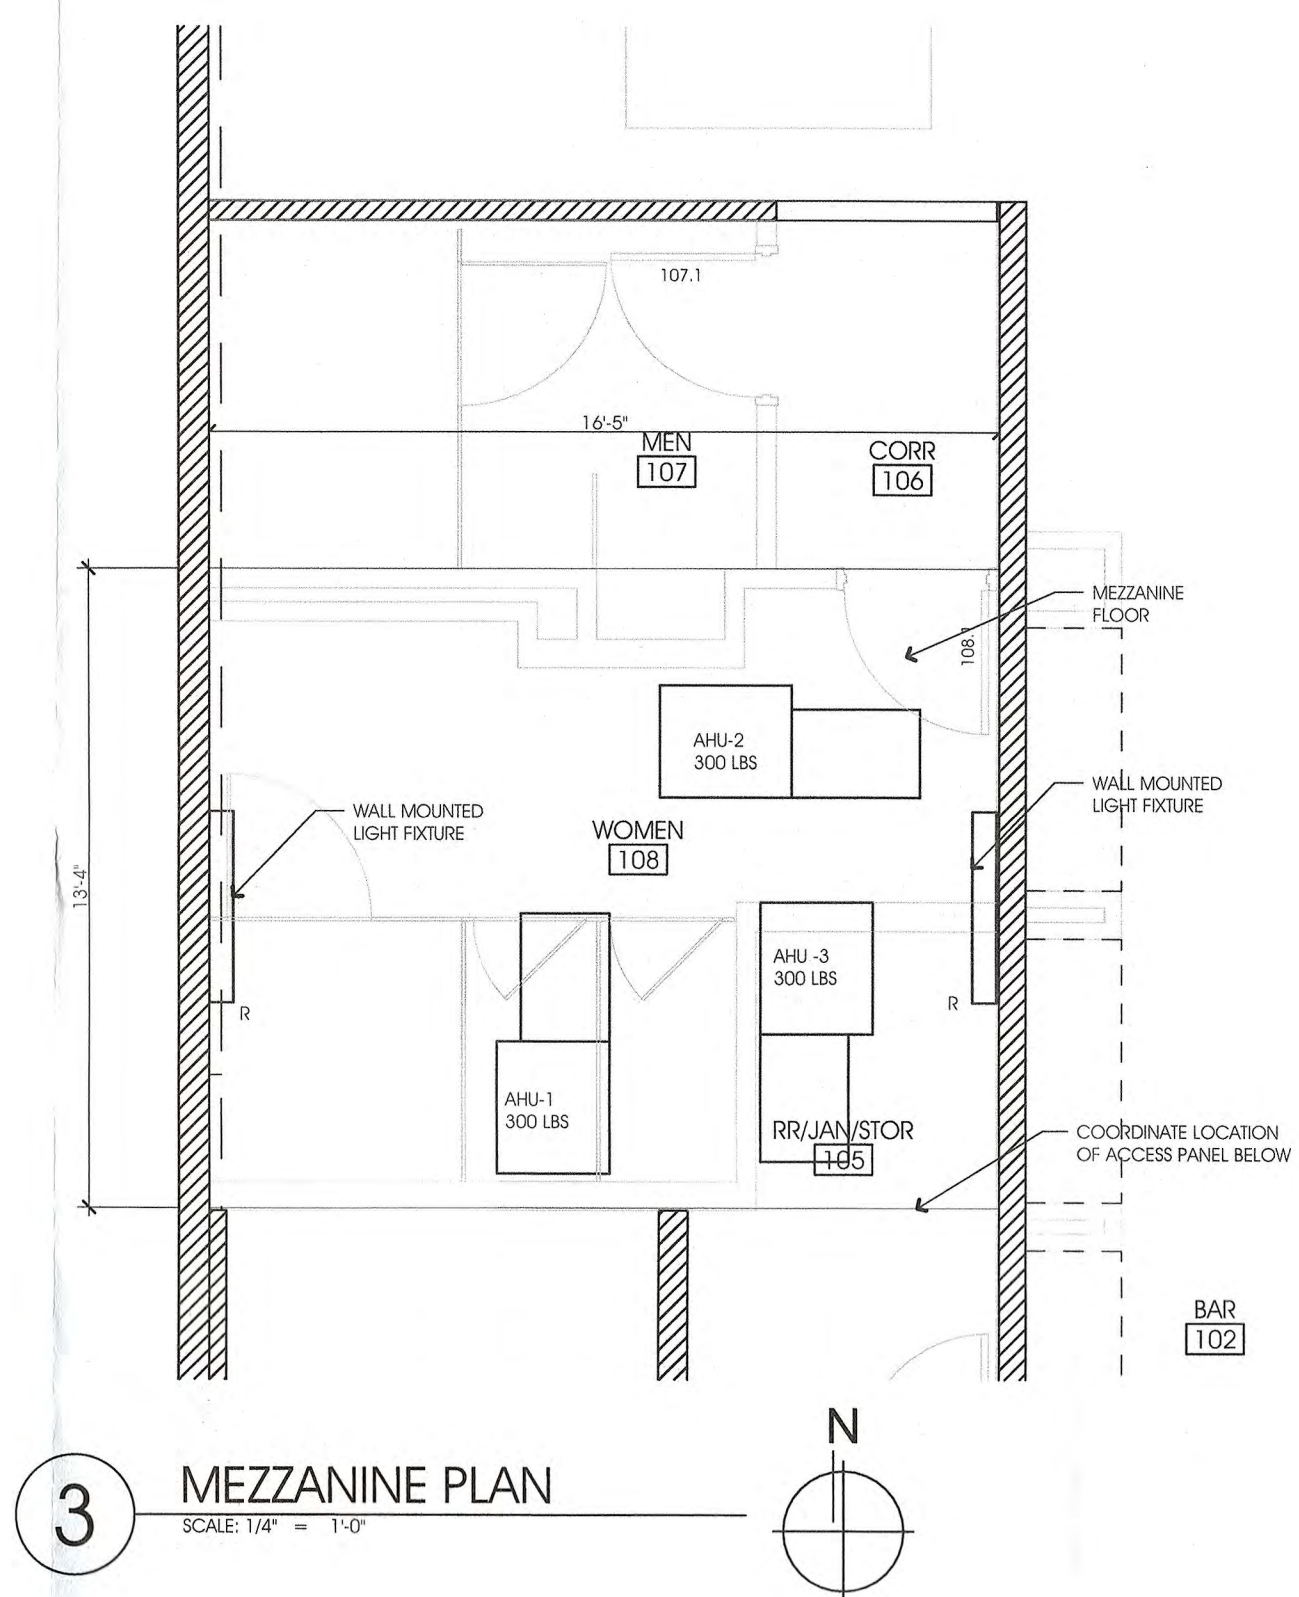 107.1
16'-5"
MEN
107
CORR
106
MEZZANINE
FLOOR
108.1
AHU-2
300 LBS
WALL MOUNTED
LIGHT FIXTURE
WALL MOUNTED
LIGHT FIXTURE
WOMEN
108
13'-4"
AHU -3
300 LBS
R
R
AHU-1
300 LBS
RR/JAN/STOR
105
COORDINATE LOCATION
OF ACCESS PANEL BELOW
BAR
102
N
3
MEZZANINE PLAN
SCALE: 1/4" = 1'-0"